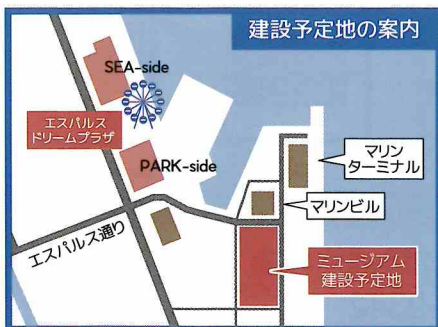 建設予定地の案内
SEA-side
エスパルス
ドリームプラザ
PARK-side
マリン
ターミナル
マリンビル
エスパルス通り
ミュージアム
建設予定地